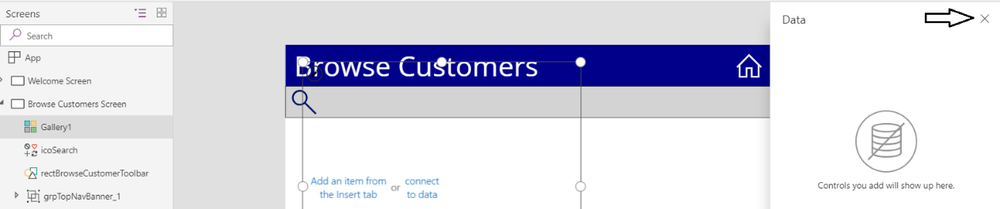 Screens
Search
App
Welcome Screen
Browse Customers Screen
Gallery1
icoSearch
rectBrowseCustomerToolbar
grpTopNavBanner_1
Browse Customers
Add an item from
the Insert tab
or
connect
to data
Data
Controls you add will show up here.